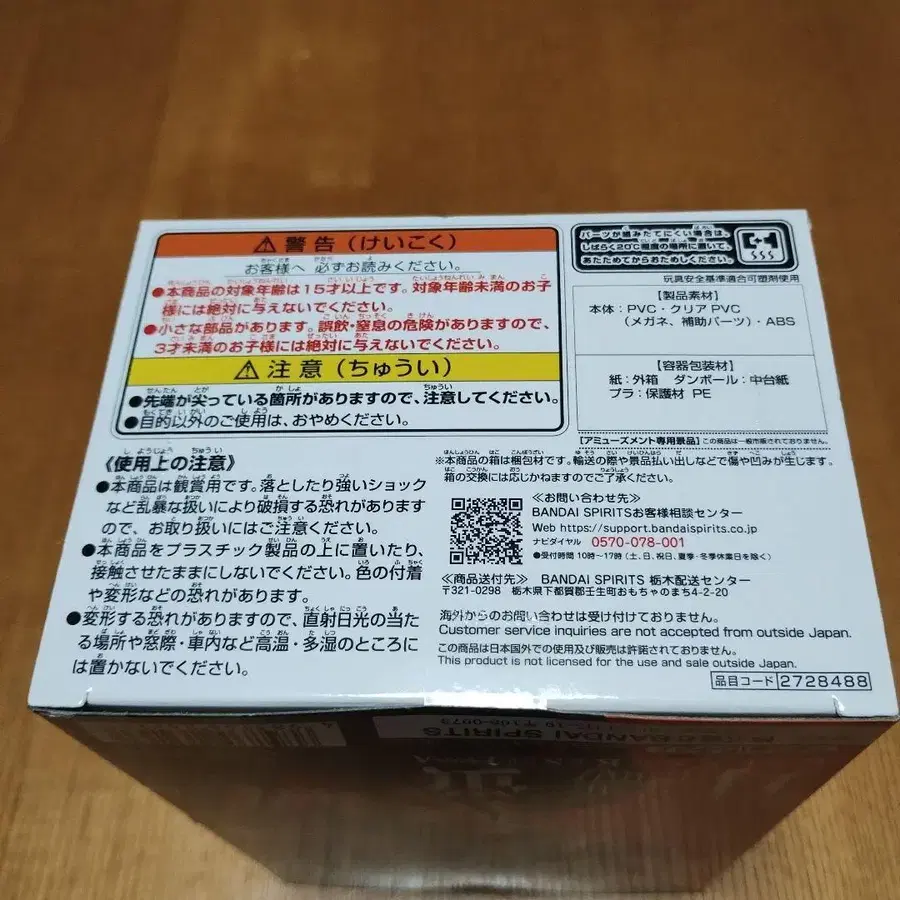 ⚠ 警告（けいこく）
お客様へ 必ずお読みください。
●本商品の対象年齢は15才以上です。対象年齢未満のお子
様には絶対に与えないでください。
●小さな部品があります。誤飲・窒息の危険がありますので、
3才未満のお子様には絶対に与えないでください。
⚠ 注意（ちゅうい）
●先端が尖っている箇所がありますので、注意してください。
●目的以外のご使用は、おやめください。
《使用上の注意》
●本商品は観賞用です。落としたり強いショック
など乱暴な扱いにより破損する恐れがあります
ので、お取り扱いにはご注意ください。
●本商品をプラスチック製品の上に置いたり、
接触させたままにしないでください。色の付着
や変形などの恐れがあります。
●変形する恐れがありますので、直射日光の当た
る場所や窓際・車内など高温・多湿のところに
は置かないでください。
パーツが組みたてにくい場合は、
しばらく20℃程度の場所に置いて、
あたためてからおためしください。
玩具安全基準適合可塑剤使用
【製品素材】
本体：PVC・クリアPVC
（メガネ、補助パーツ）・ABS
【容器包装材】
紙：外箱 ダンボール：中台紙
プラ：保護材 PE
【アミューズメント専用景品】この商品は一般市販されておりません。
※本商品の箱は梱包材です。輸送の際や景品払い出しなどで傷や凹みが生じます。
箱の交換には応じかねますのでご了承ください。
≪お問い合わせ先≫
BANDAI SPIRITSお客様相談センター
Web https://support.bandaispirits.co.jp
ナビダイヤル 0570-078-001
●受付時間 10時～17時（土、日、祝日、夏季・冬季休業日を除く）
≪商品送付先≫ BANDAI SPIRITS 栃木配送センター
〒321-0298 栃木県下都賀郡壬生町おもちゃのまち4-2-20
海外からのお問い合わせは受け付けておりません。
Customer service inquiries are not accepted from outside Japan.
この商品は日本国外での使用及び販売は許諾されておりません。
This product is not licensed for the use and sale outside Japan.
品目コード 2728488
BANDAI SPIRITS